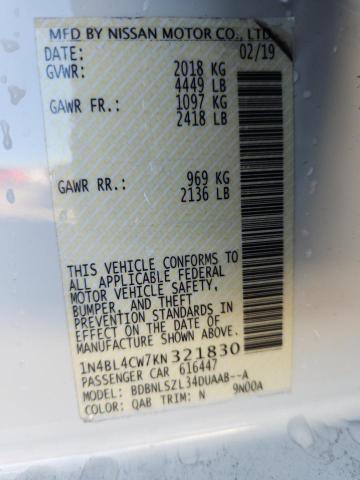 MFD BY NISSAN MOTOR CO., LTD
DATE: 02/19
GVWR: 2018 KG
4449 LB
GAWR FR.: 1097 KG
2418 LB
GAWR RR.: 969 KG
2136 LB
THIS VEHICLE CONFORMS TO
ALL APPLICABLE FEDERAL
MOTOR VEHICLE SAFETY,
BUMPER, AND THEFT
PREVENTION STANDARDS IN
EFFECT ON THE DATE OF
MANUFACTURE SHOWN ABOVE.
1N4BL4CW7KN321830
PASSENGER CAR 616447
MODEL: BDBNLSZL34DUAAB--A
COLOR: QAB TRIM: N 9N00A